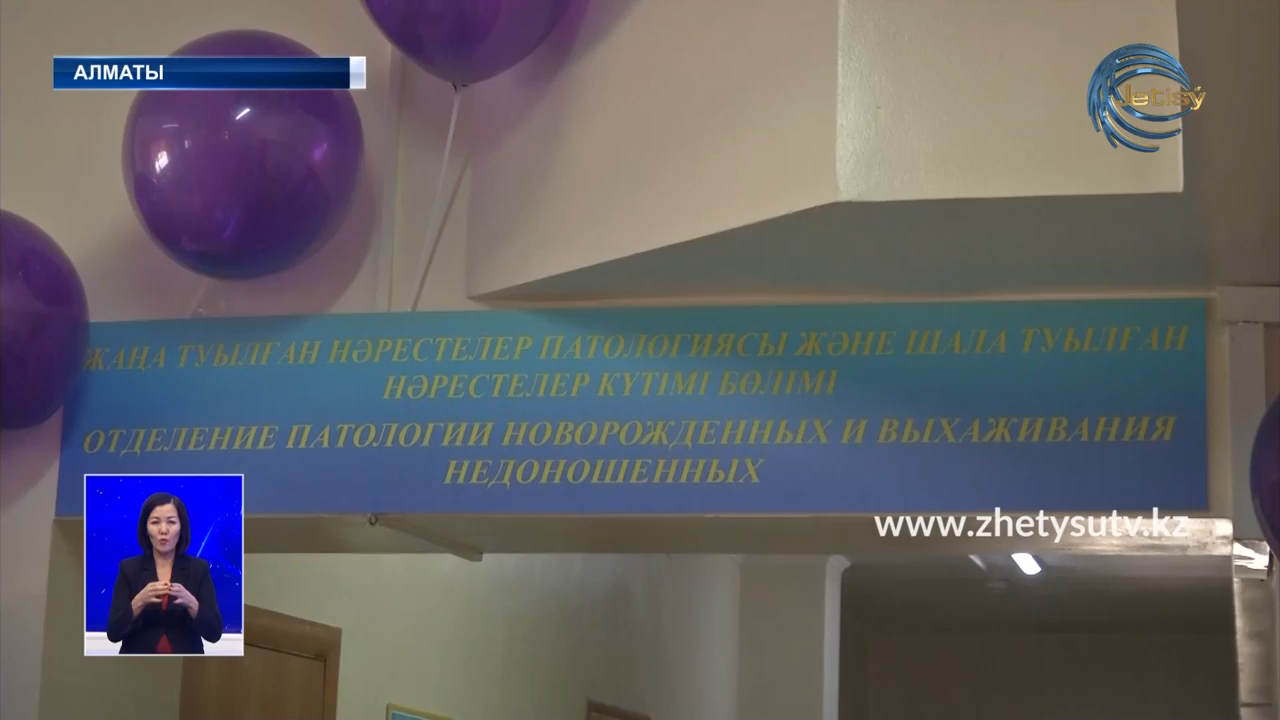 АЛМАТЫ
Jetisý
ЖАҢА ТУЫЛҒАН НӘРЕСТЕЛЕР ПАТОЛОГИЯСЫ ЖӘНЕ ШАЛА ТУЫЛҒАН
НӘРЕСТЕЛЕР КҮТІМІ БӨЛІМІ
ОТДЕЛЕНИЕ ПАТОЛОГИИ НОВОРОЖДЕННЫХ И ВЫХАЖИВАНИЯ
НЕДОНОШЕННЫХ
www.zhetysutv.kz